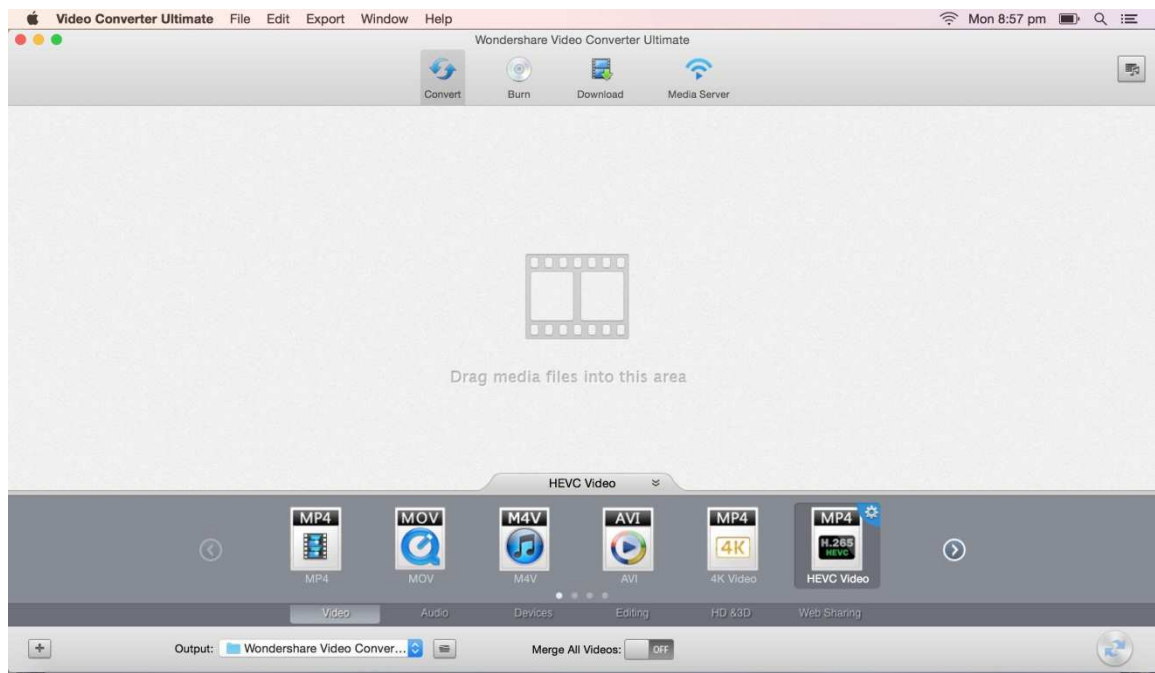 Video Converter Ultimate File Edit Export Window Help Mon 8:57 pm
Wondershare Video Converter Ultimate
Convert Burn Download Media Server
Drag media files into this area
HEVC Video
MP4 MOV M4V AVI MP4 MP4
4K H.265
HEVC
MP4 MOV M4V AVI 4K Video HEVC Video
Video Audio Devices Editing HD &3D Web Sharing
Output: Wondershare Video Conver... Merge All Videos: OFF